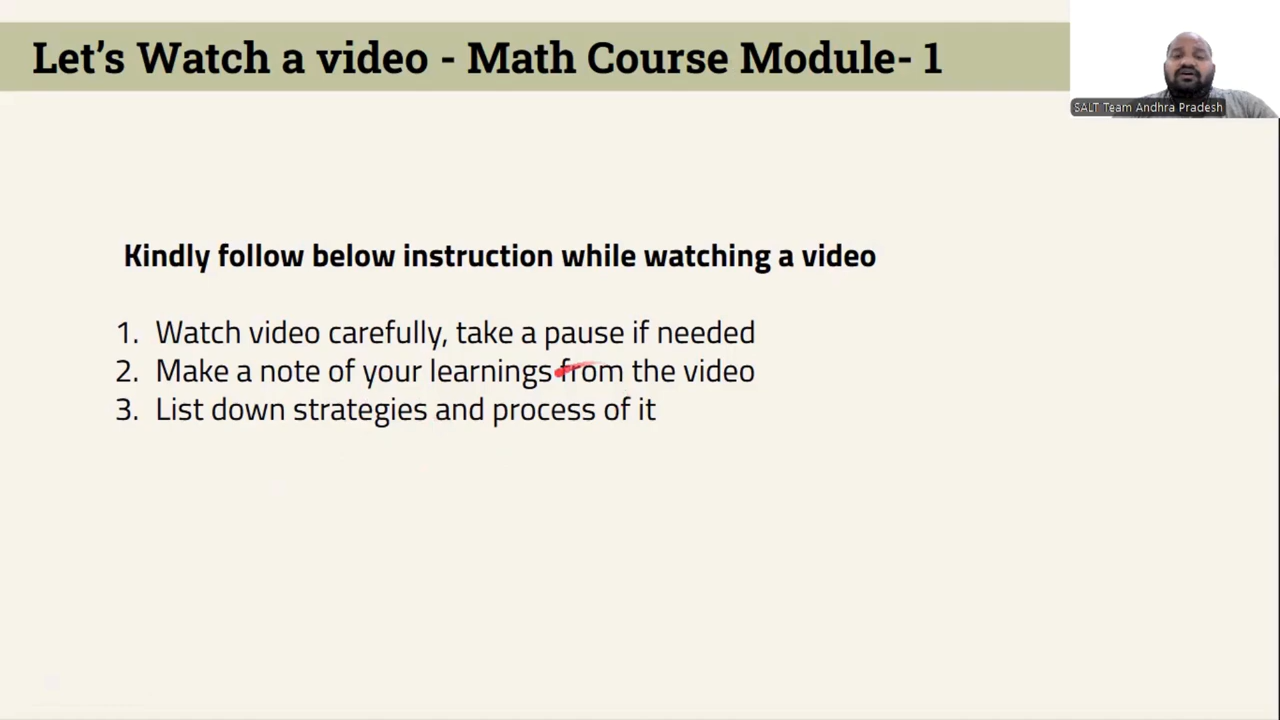 Let's Watch a video - Math Course Module- 1
SALT Team Andhra Pradesh
Kindly follow below instruction while watching a video
1. Watch video carefully, take a pause if needed
2. Make a note of your learnings from the video
3. List down strategies and process of it